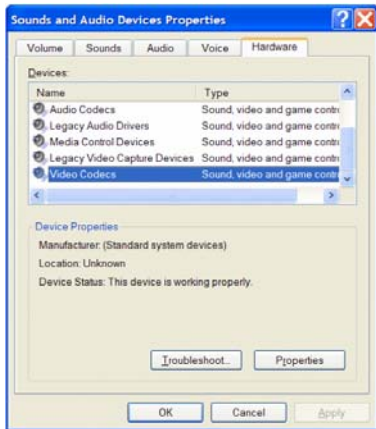 Sounds and Audio Devices Properties
Volume Sounds Audio Voice Hardware
Devices:
Name Type
Audio Codecs Sound, video and game contr
Legacy Audio Drivers Sound, video and game contr
Media Control Devices Sound, video and game contr
Legacy Video Capture Devices Sound, video and game contr
Video Codecs Sound, video and game contr
Device Properties
Manufacturer: (Standard system devices)
Location: Unknown
Device Status: This device is working properly.
Troubleshoot... Properties
OK Cancel Apply